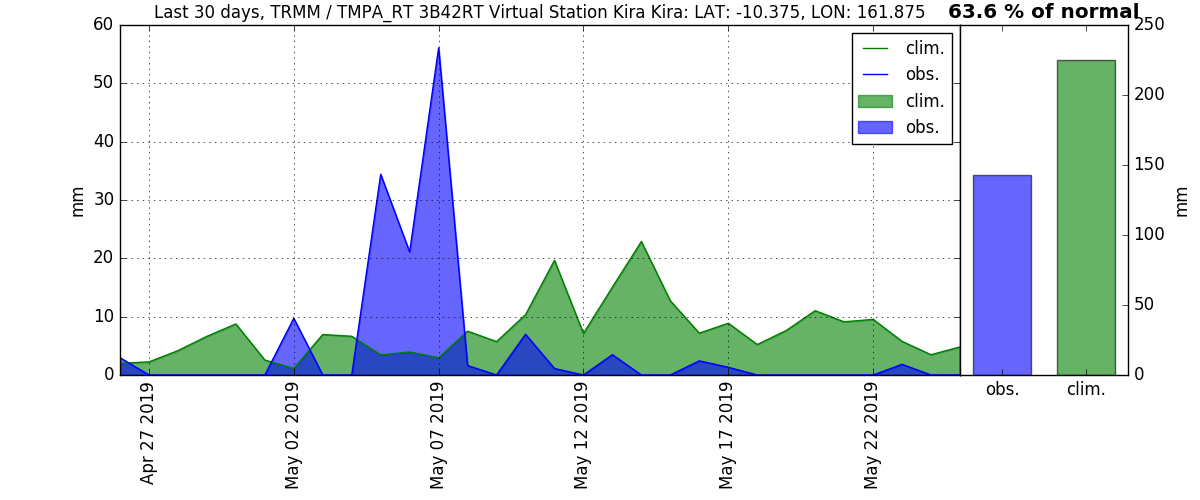 Last 30 days, TRMM / TMPA_RT 3B42RT Virtual Station Kira Kira: LAT: -10.375, LON: 161.875
63.6 % of normal
60
50
40
30
20
10
0
mm
clim.
obs.
clim.
obs.
Apr 27 2019
May 02 2019
May 07 2019
May 12 2019
May 17 2019
May 22 2019
250
200
150
100
50
0
mm
obs.
clim.